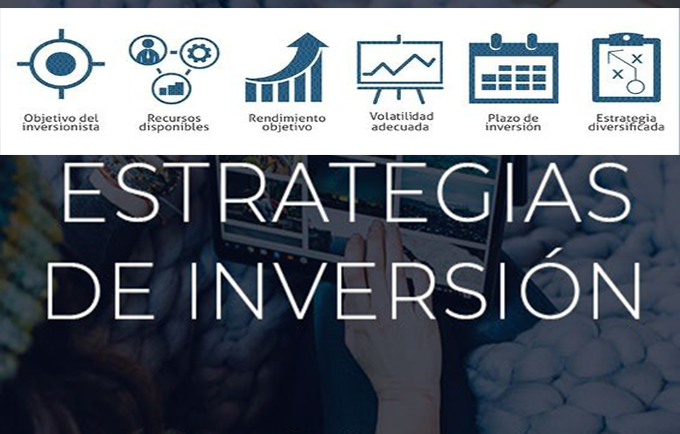 Objetivo del
inversionista
Recursos
disponibles
Rendimiento
objetivo
Volatilidad
adecuada
Plazo de
inversión
Estrategia
diversificada
ESTRATEGIAS
DE INVERSIÓN